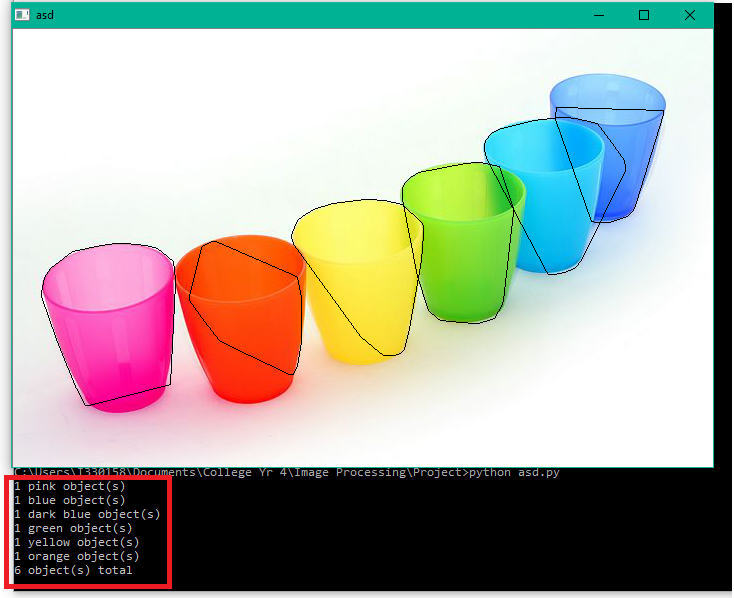 asd
C:\Users\T330158\Documents\College Yr 4\Image Processing\Project>python asd.py
1 pink object(s)
1 blue object(s)
1 dark blue object(s)
1 green object(s)
1 yellow object(s)
1 orange object(s)
6 object(s) total